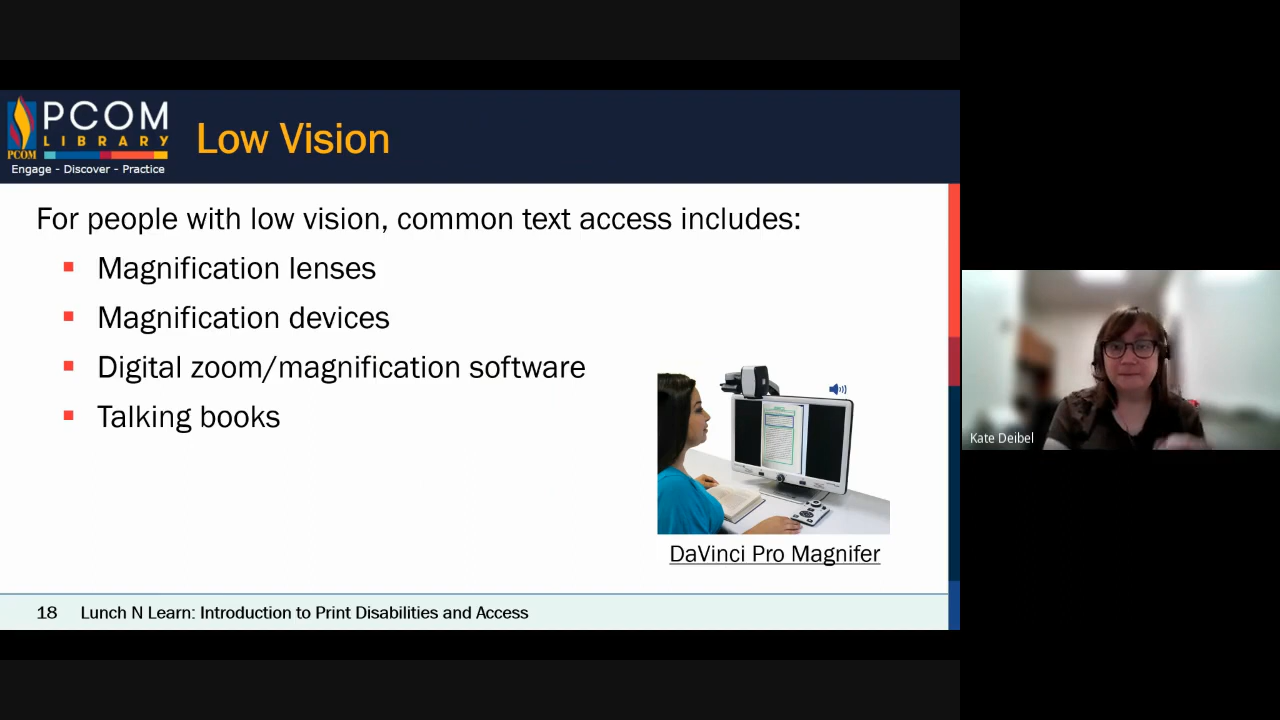 PCOM
LIBRARY
PCOM
Engage - Discover - Practice
Low Vision
For people with low vision, common text access includes:
Magnification lenses
Magnification devices
Digital zoom/magnification software
Talking books
DaVinci Pro Magnifer
18 Lunch N Learn: Introduction to Print Disabilities and Access
Kate Deibel